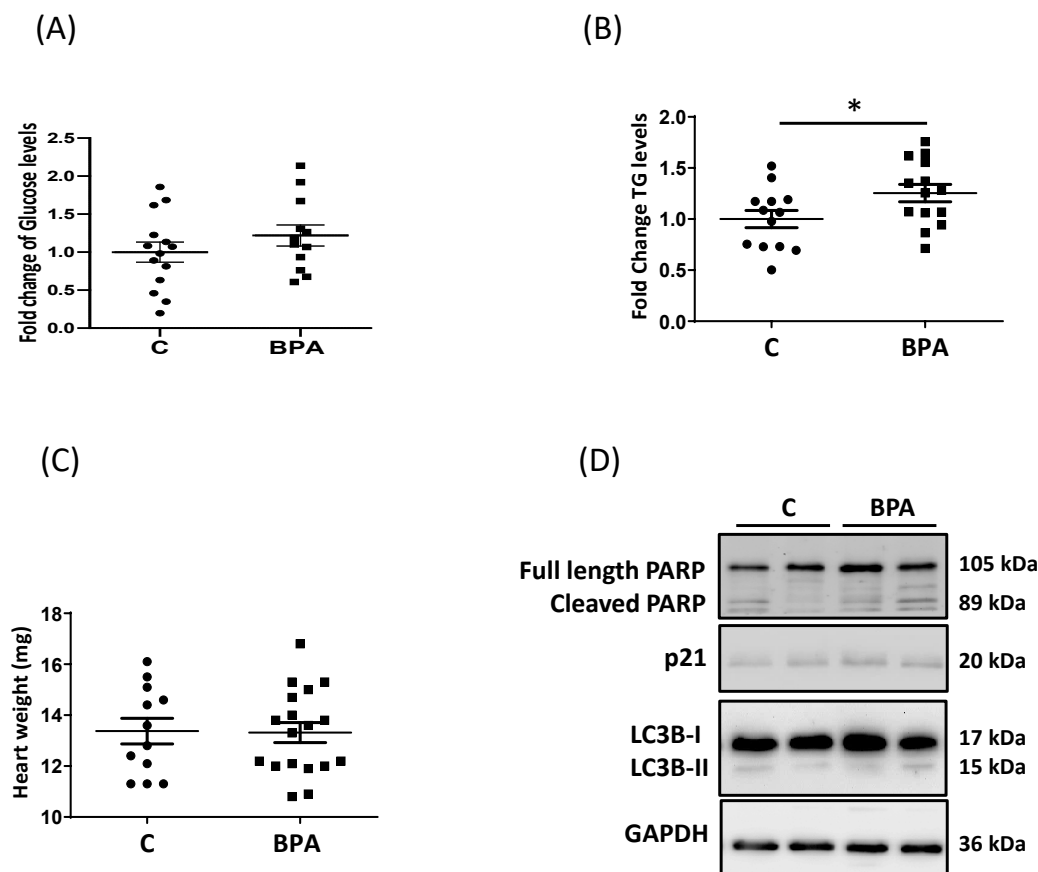 (A)
Fold change of Glucose levels
2.5
2.0
1.5
1.0
0.5
0.0
C BPA
(B)
*
Fold Change TG levels
2.0
1.5
1.0
0.5
0.0
C BPA
(C)
Heart weight (mg)
18
16
14
12
10
C BPA
(D)
C BPA
Full length PARP 105 kDa
Cleaved PARP 89 kDa
p21 20 kDa
LC3B-I 17 kDa
LC3B-II 15 kDa
GAPDH 36 kDa